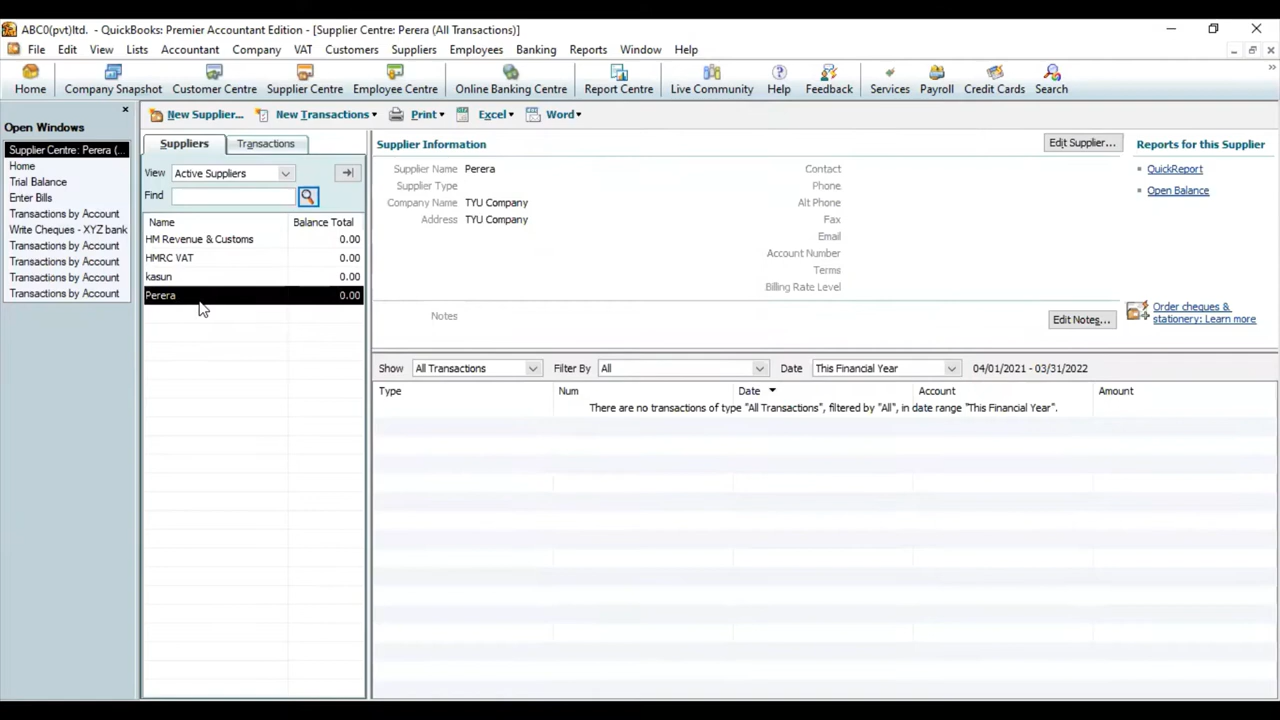 ABC0(pvt)ltd. - QuickBooks: Premier Accountant Edition - [Supplier Centre: Perera (All Transactions)]
File Edit View Lists Accountant Company VAT Customers Suppliers Employees Banking Reports Window Help
Home Company Snapshot Customer Centre Supplier Centre Employee Centre Online Banking Centre Report Centre Live Community Help Feedback Services Payroll Credit Cards Search
Open Windows
Supplier Centre: Perera (...
Home
Trial Balance
Enter Bills
Transactions by Account
Write Cheques - XYZ bank
Transactions by Account
Transactions by Account
Transactions by Account
Transactions by Account
New Supplier... New Transactions Print Excel Word
Suppliers Transactions
View Active Suppliers
Find
Name Balance Total
HM Revenue & Customs 0.00
HMRC VAT 0.00
kasun 0.00
Perera 0.00
Supplier Information Edit Supplier...
Supplier Name Perera
Supplier Type
Company Name TYU Company
Address TYU Company
Contact
Phone
Alt Phone
Fax
Email
Account Number
Terms
Billing Rate Level
Notes Edit Notes...
Reports for this Supplier
QuickReport
Open Balance
Order cheques &
stationery: Learn more
Show All Transactions Filter By All Date This Financial Year 04/01/2021 - 03/31/2022
Type Num Date Account Amount
There are no transactions of type "All Transactions", filtered by "All", in date range "This Financial Year".